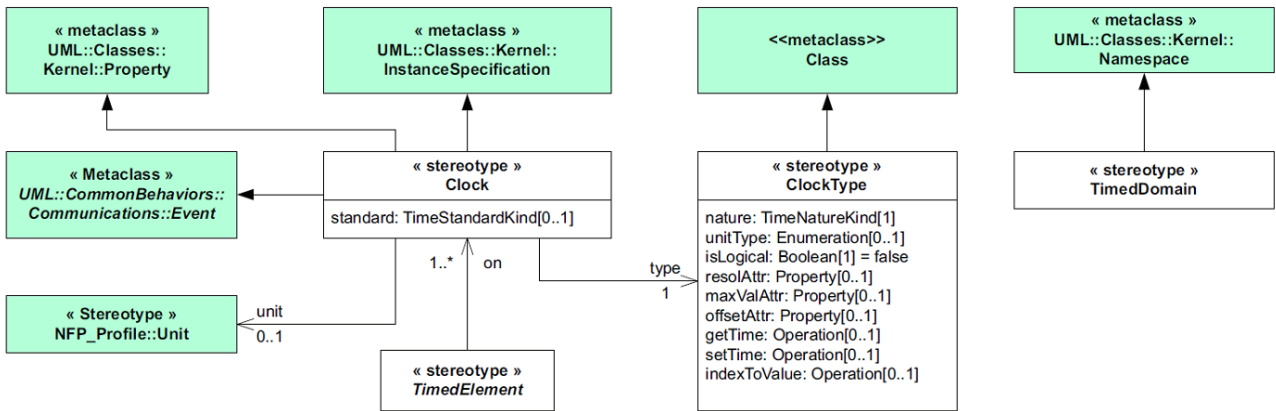 « metaclass »
UML::Classes::
Kernel::Property
« metaclass »
UML::Classes::Kernel::
InstanceSpecification
<<metaclass>>
Class
« metaclass »
UML::Classes::Kernel::
Namespace
« Metaclass »
UML::CommonBehaviors::
Communications::Event
« stereotype »
Clock
standard: TimeStandardKind[0..1]
« stereotype »
ClockType
nature: TimeNatureKind[1]
unitType: Enumeration[0..1]
isLogical: Boolean[1] = false
resolAttr: Property[0..1]
maxValAttr: Property[0..1]
offsetAttr: Property[0..1]
getTime: Operation[0..1]
setTime: Operation[0..1]
indexToValue: Operation[0..1]
« stereotype »
TimedDomain
1..*
on
type
1
unit
0..1
« Stereotype »
NFP_Profile::Unit
« stereotype »
TimedElement